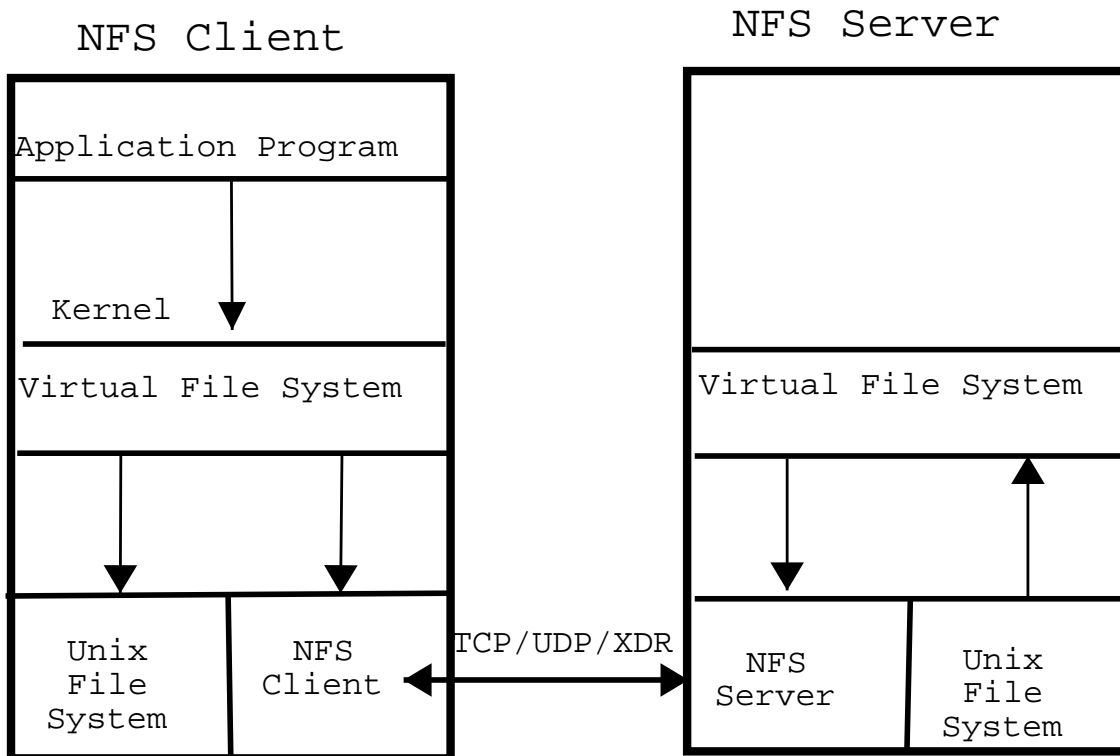 NFS Client
NFS Server
Application Program
Kernel
Virtual File System
Virtual File System
Unix
File
System
NFS
Client
TCP/UDP/XDR
NFS
Server
Unix
File
System